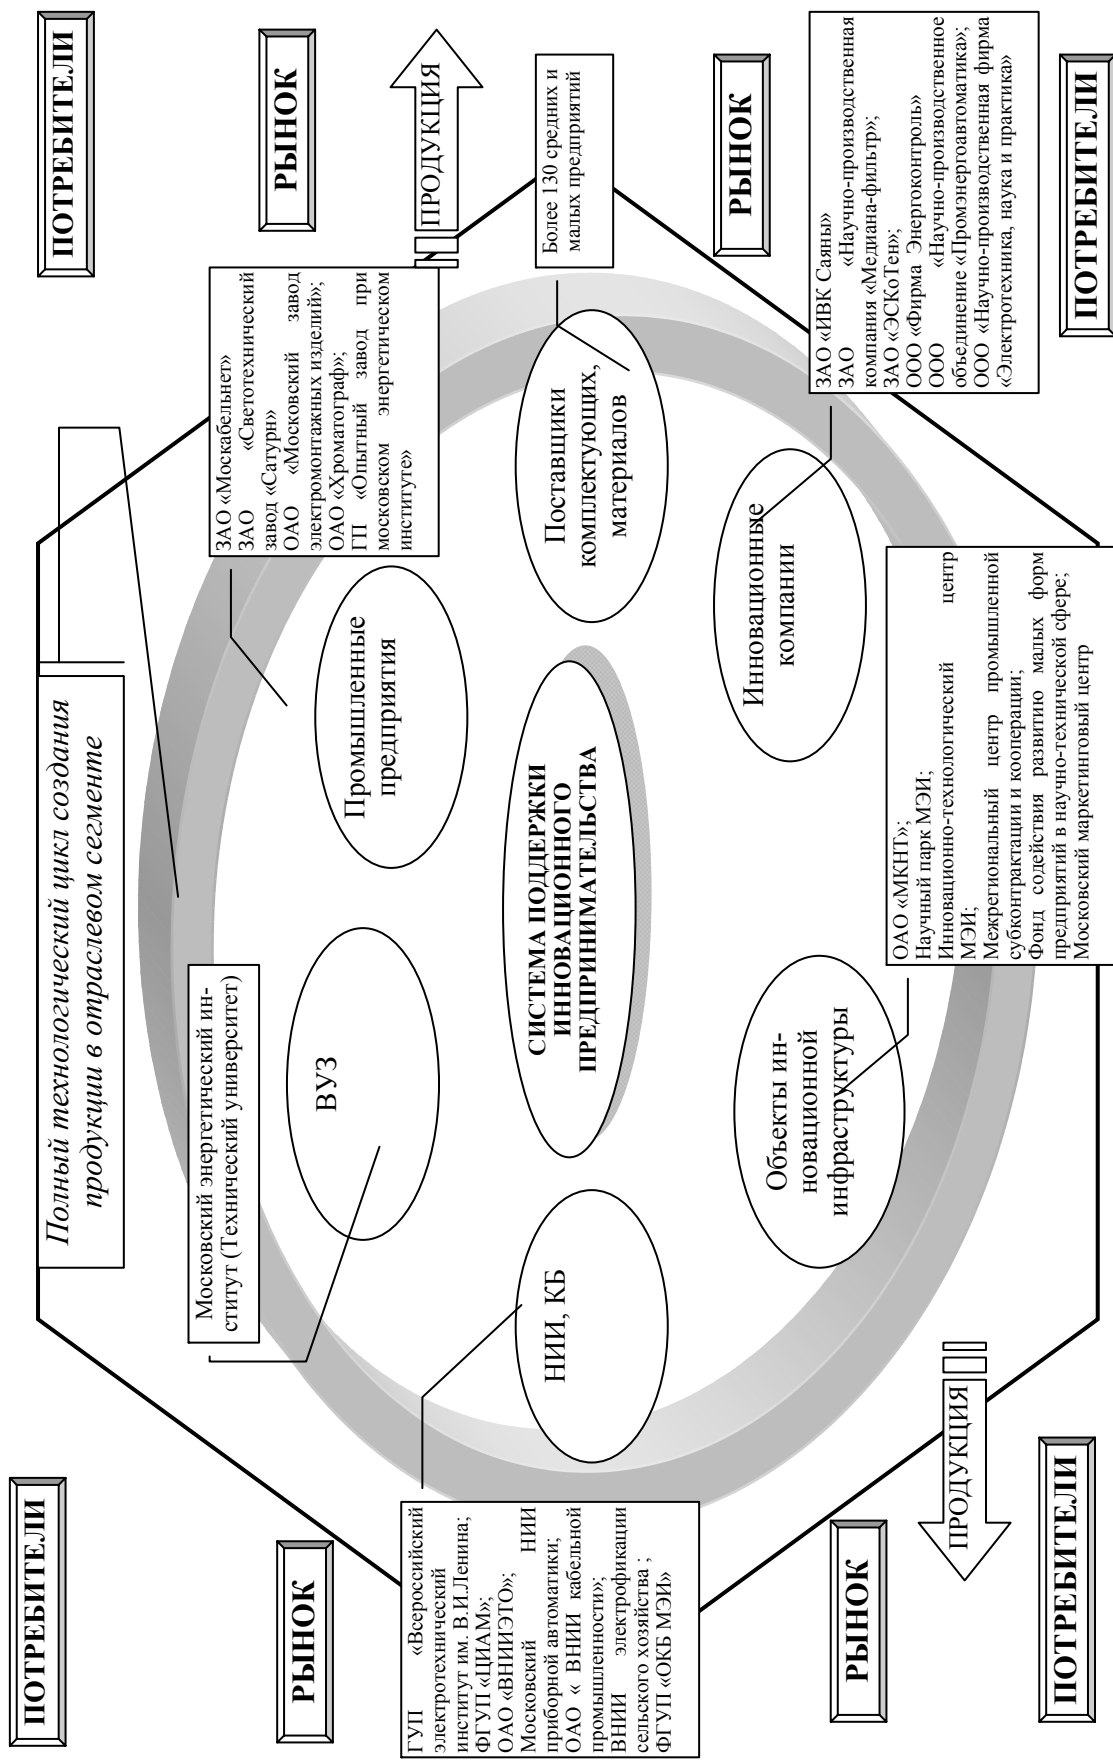 ПОТРЕБИТЕЛИ
ПОТРЕБИТЕЛИ
Полный технологический цикл создания
продукции в отраслевом сегменте
РЫНОК
РЫНОК
Московский энергетический ин-
ститут (Технический университет)
ЗАО «Москабельнет»
ЗАО «Светотехнический
завод «Сатурн»
ОАО «Московский завод
электромонтажных изделий»;
ОАО «Хроматограф»;
ГП «Опытный завод при
московском энергетическом
институте»
ПРОДУКЦИЯ
ВУЗ
Промышленные
предприятия
ГУП «Всероссийский
электротехнический
институт им. В.И.Ленина;
ФГУП «ЦИАМ»;
ОАО «ВНИИЭТО»;
Московский НИИ
приборной автоматики;
ОАО « ВНИИ кабельной
промышленности»;
ВНИИ электрофикации
сельского хозяйства ;
ФГУП «ОКБ МЭИ»
НИИ, КБ
СИСТЕМА ПОДДЕРЖКИ
ИННОВАЦИОННОГО
ПРЕДПРИНИМАТЕЛЬСТВА
Поставщики
комплектующих,
материалов
Более 130 средних и
малых предприятий
Объекты ин-
новационной
инфраструктуры
Инновационные
компании
РЫНОК
РЫНОК
ЗАО «ИВК Саяны»
ЗАО «Научно-производственная
компания «Медиана-фильтр»;
ЗАО «ЭСКоТен»;
ООО «Фирма Энергоконтроль»
ООО «Научно-производственное
объединение «Промэнергоавтоматика»;
ООО «Научно-производственная фирма
«Электротехника, наука и практика»
ОАО «МКНТ»;
Научный парк МЭИ;
Инновационно-технологический центр
МЭИ;
Межрегиональный центр промышленной
субконтрактации и кооперации;
Фонд содействия развитию малых форм
предприятий в научно-технической сфере;
Московский маркетинговый центр
ПРОДУКЦИЯ
ПОТРЕБИТЕЛИ
ПОТРЕБИТЕЛИ